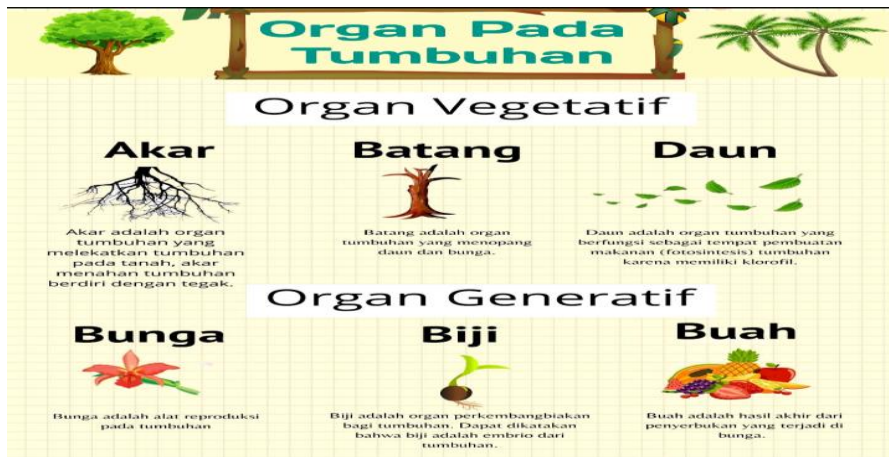 Organ Pada
Tumbuhan
Organ Vegetatif
Akar
Akar adalah organ
tumbuhan yang
melekatkan tumbuhan
pada tanah, akar
menahan tumbuhan
berdiri dengan tegak.
Batang
Batang adalah organ
tumbuhan yang menopang
daun dan bunga.
Daun
Daun adalah organ tumbuhan yang
berfungsi sebagai tempat pembuatan
makanan (fotosintesis) tumbuhan
karena memiliki klorofil.
Organ Generatif
Bunga
Bunga adalah alat reproduksi
pada tumbuhan
Biji
Biji adalah organ perkembangbiakan
bagi tumbuhan. Dapat dikatakan
bahwa biji adalah embrio dari
tumbuhan.
Buah
Buah adalah hasil akhir dari
penyerbukan yang terjadi di
bunga.